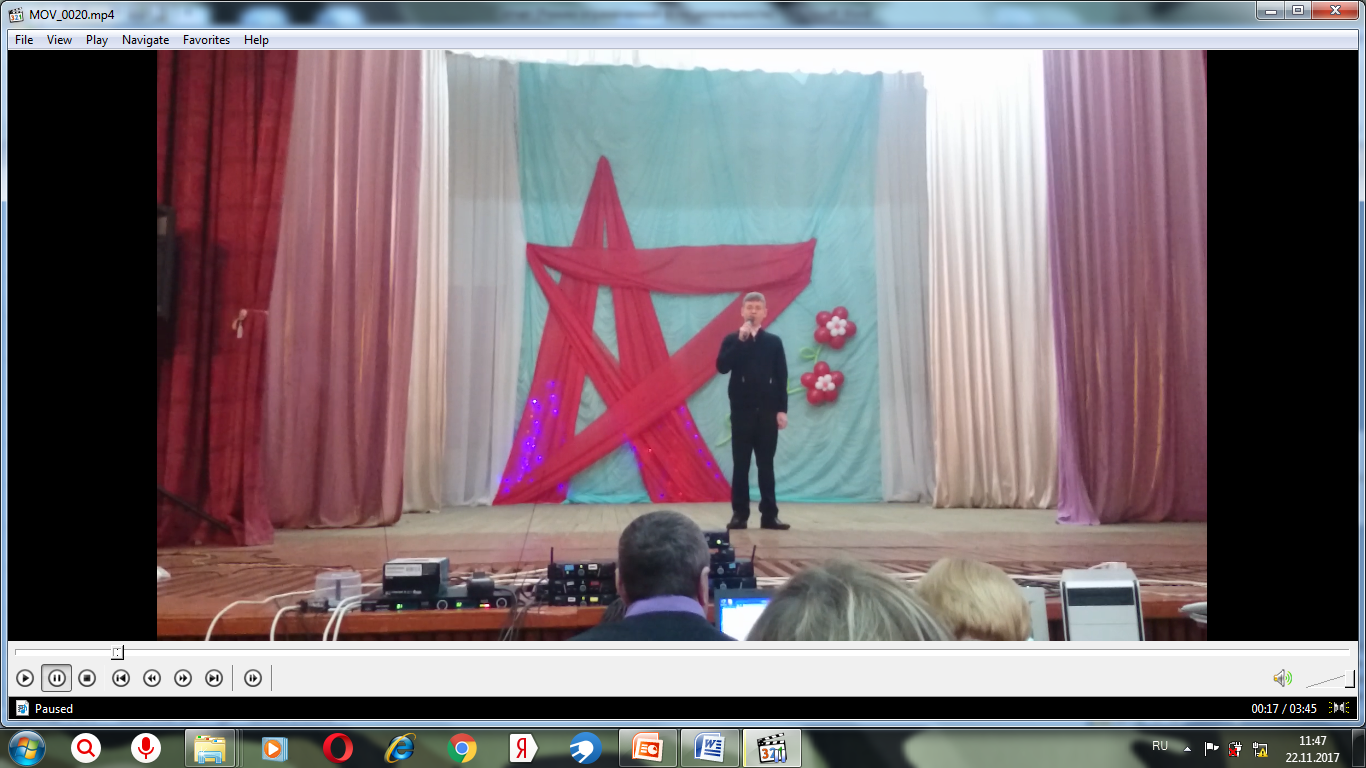 MOV_0020.mp4
File View Play Navigate Favorites Help
Paused
00:17 / 03:45
RU
11:47
22.11.2017